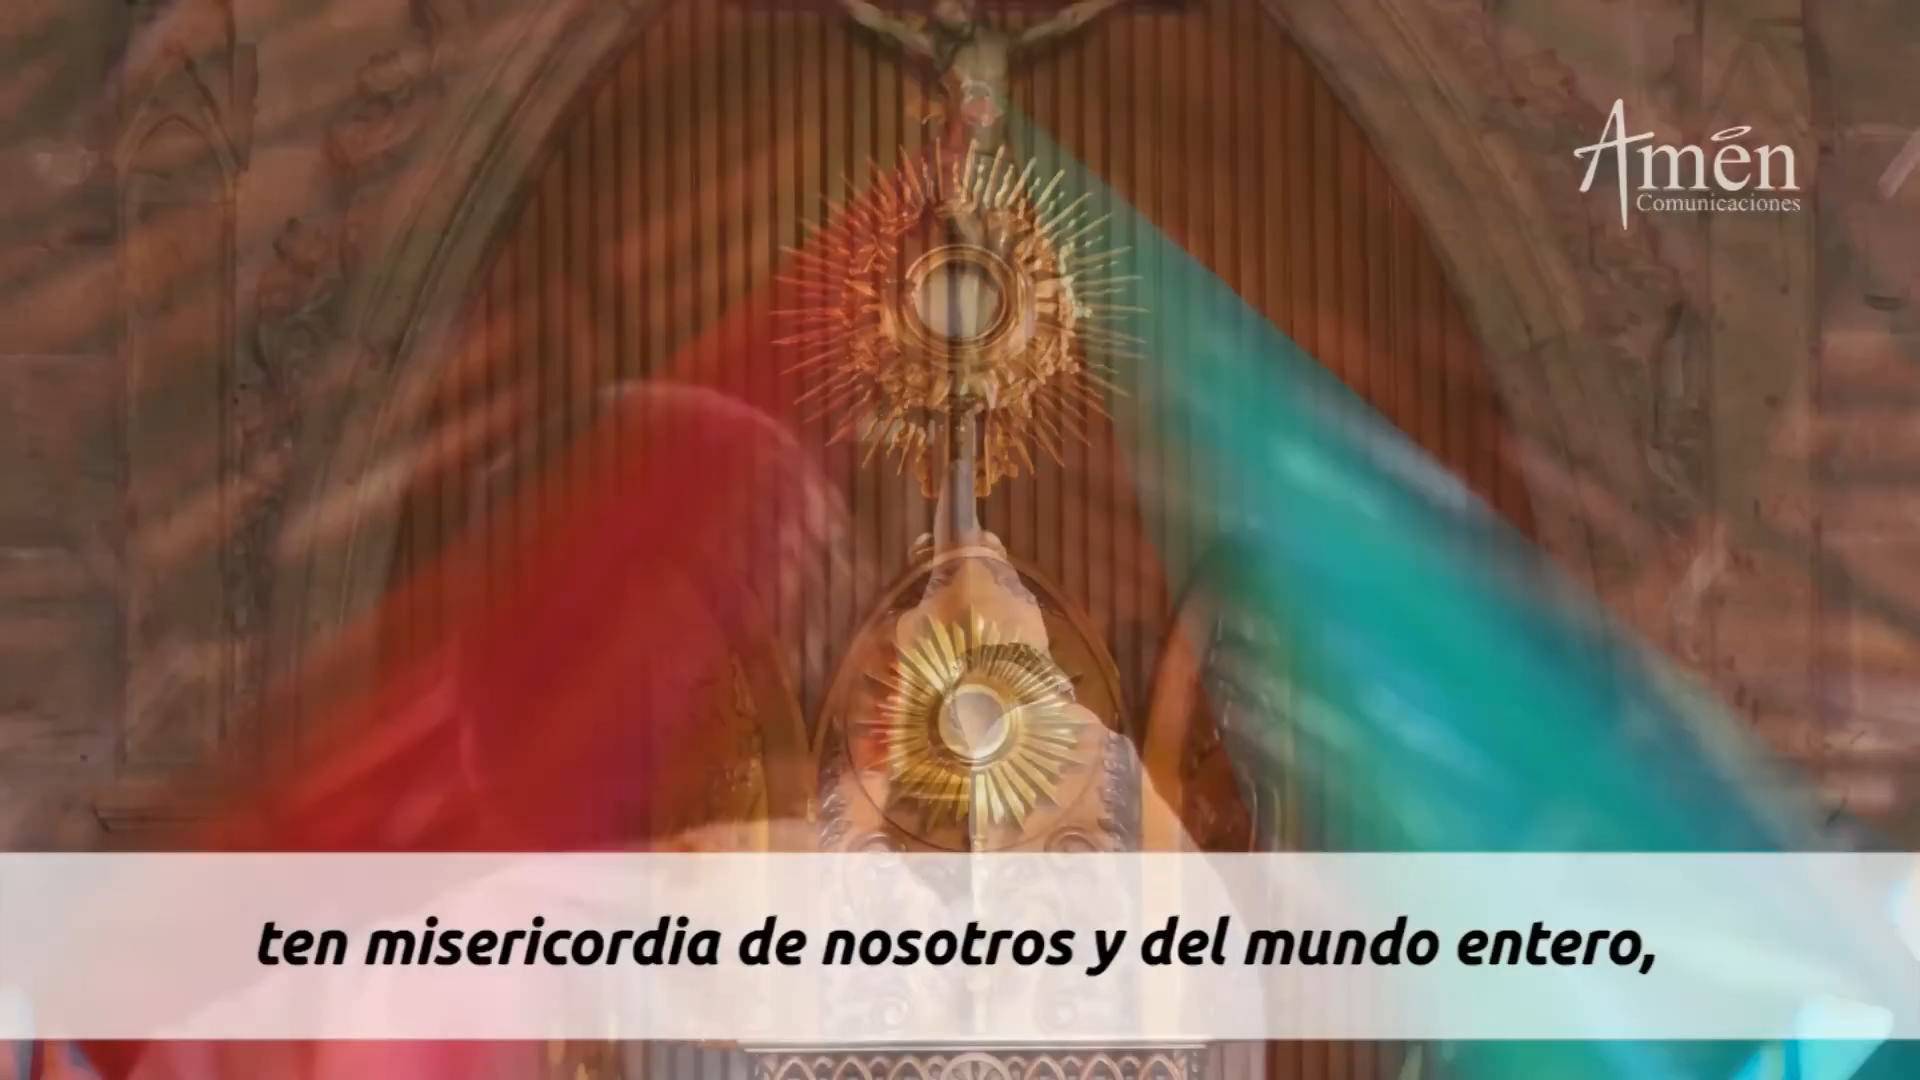 Amén
Comunicaciones
ten misericordia de nosotros y del mundo entero,